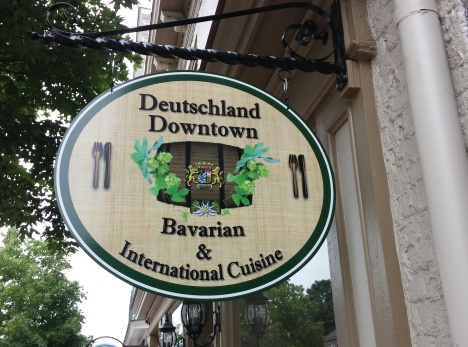 Deutschland
Downtown
Bavarian
&
International Cuisine